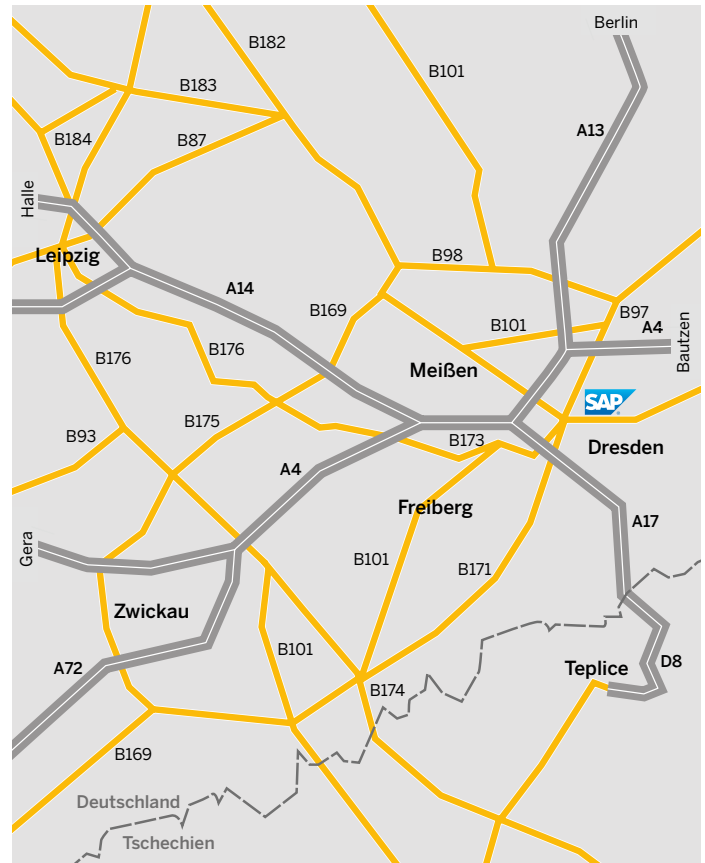 Berlin
B182
B101
B183
A13
B184
B87
Halle
Leipzig
B98
A14
B169
B97
B101
A4
Bautzen
B176
B176
Meißen
SAP
B175
B93
B173
Dresden
A4
Freiberg
A17
Gera
B101
B171
Zwickau
B101
A72
B174
Teplice
D8
B169
Deutschland
Tschechien